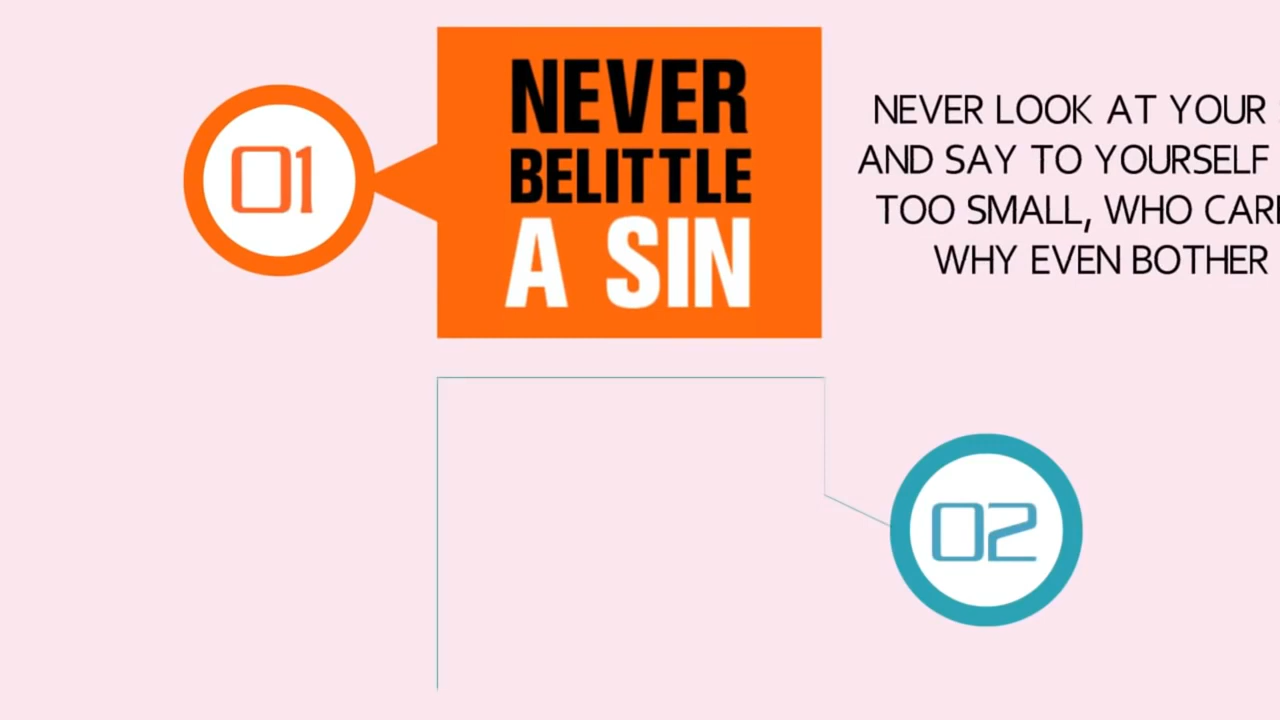 01
NEVER
BELITTLE
A SIN
NEVER LOOK AT YOUR
AND SAY TO YOURSELF
TOO SMALL, WHO
WHY EVEN BOTHER
02